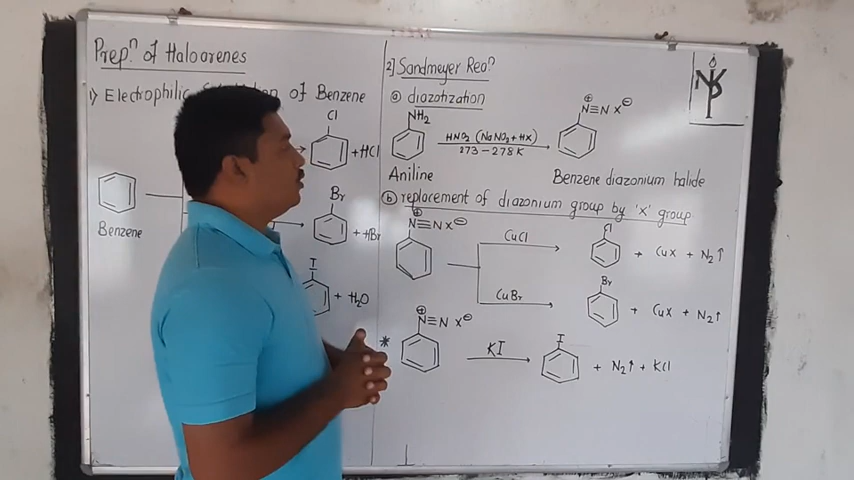 Prepⁿ. of Haloarenes
1) Electrophilic of Benzene
Cl
+ HCl
Br
+ HBr
Benzene
I
+ H₂O
2] Sandmeyer Reaⁿ.
ⓐ diazotization
NH₂
HNO₂ (NaNO₂ + HX)
273 - 278 K
⊕
N≡N X⊖
Aniline
Benzene diazonium halide
ⓑ replacement of diazonium group by 'X' group
⊕
N≡N X⊖
CuCl
Cl
+ CuX + N₂↑
CuBr
Br
+ CuX + N₂↑
⊕
N≡N X⊖
*
KI
I
+ N₂↑ + KCl